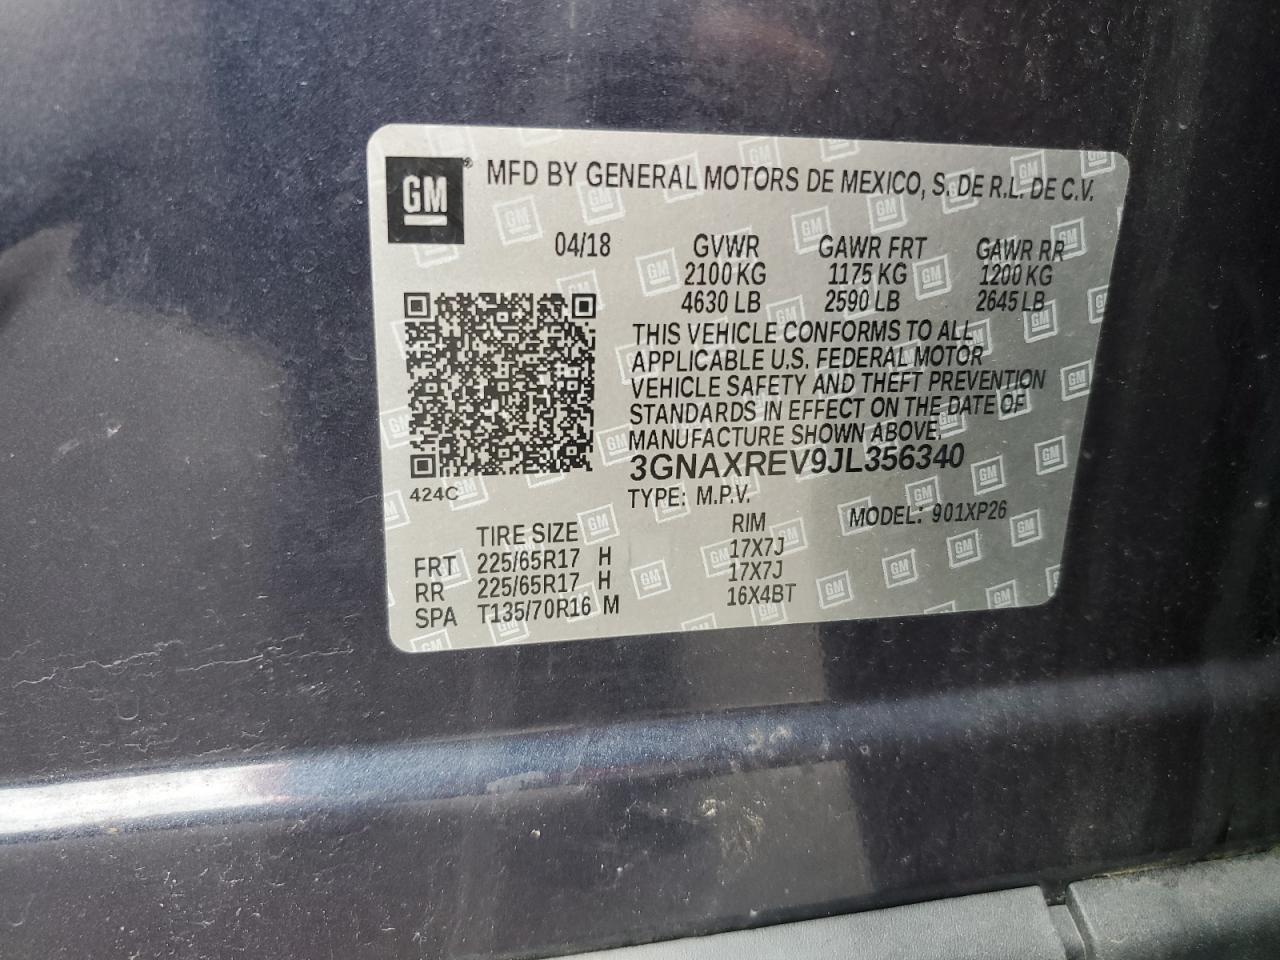 GM® MFD BY GENERAL MOTORS DE MEXICO, S. DE R.L. DE C.V.
04/18 GVWR GAWR FRT GAWR RR
2100 KG 1175 KG 1200 KG
4630 LB 2590 LB 2645 LB
THIS VEHICLE CONFORMS TO ALL
APPLICABLE U.S. FEDERAL MOTOR
VEHICLE SAFETY AND THEFT PREVENTION
STANDARDS IN EFFECT ON THE DATE OF
MANUFACTURE SHOWN ABOVE.
3GNAXREV9JL356340
424C TYPE: M.P.V. MODEL: 901XP26
TIRE SIZE RIM
FRT 225/65R17 H 17X7J
RR 225/65R17 H 17X7J
SPA T135/70R16 M 16X4BT